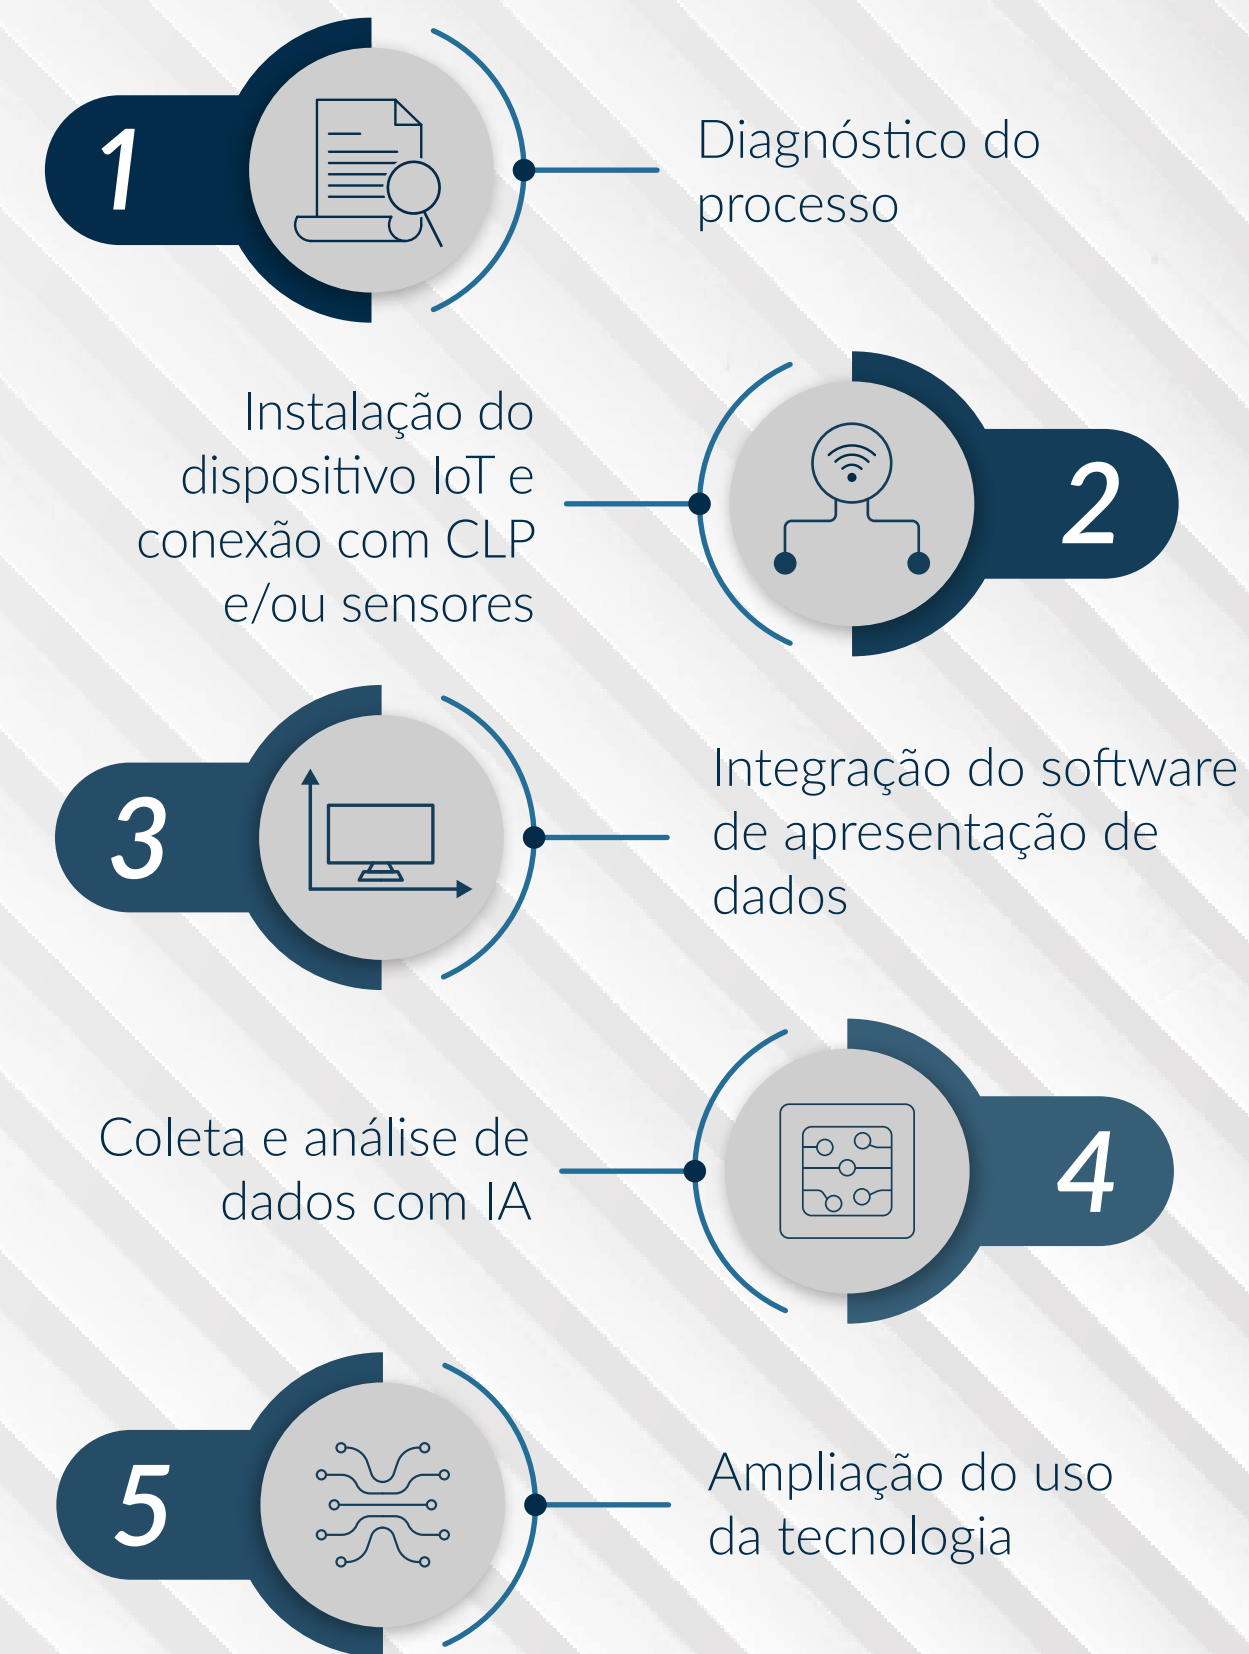 1
Diagnóstico do
processo
Instalação do
dispositivo IoT e
conexão com CLP
e/ou sensores
2
3
Integração do software
de apresentação de
dados
Coleta e análise de
dados com IA
4
5
Ampliação do uso
da tecnologia